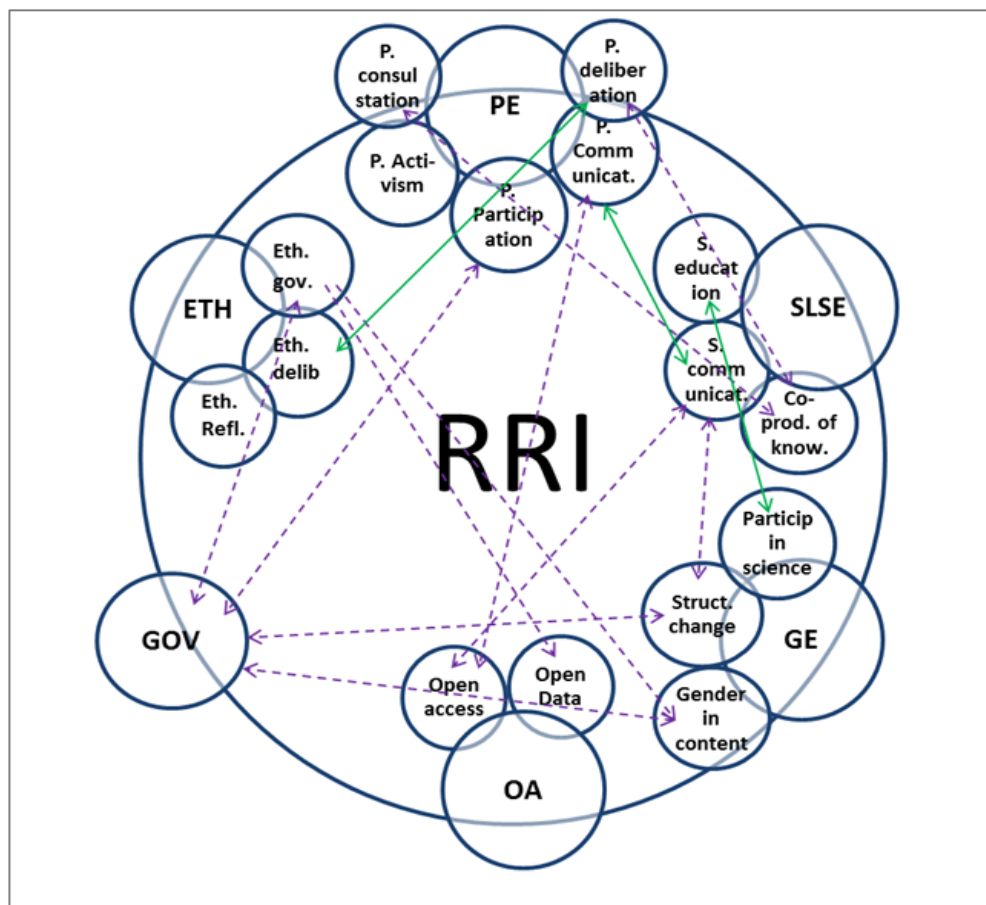 P.
consul
station
PE
P.
deliber
ation
P. Acti-
vism
P.
Comm
unicat.
P.
Particip
ation
Eth.
gov.
ETH
Eth.
delib
Eth.
Refl.
S.
educat
ion
SLSE
S.
comm
unicat.
Co-
prod. of
know.
RRI
Particip
in
science
Struct.
change
GE
GOV
Open
access
Open
Data
Gender
in
content
OA